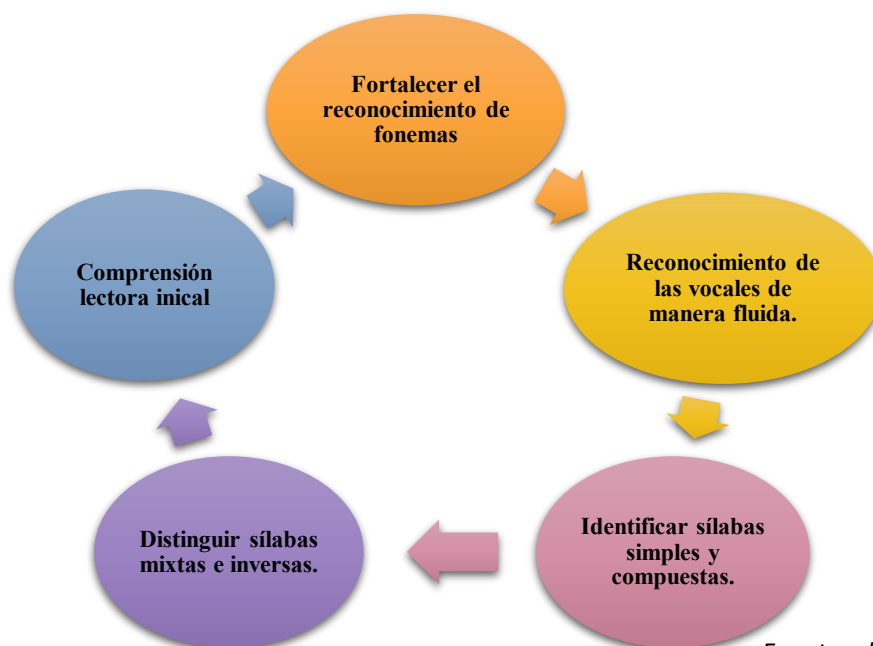 Fortalecer el
reconocimiento de
fonemas
Reconocimiento de
las vocales de
manera fluida.
Identificar sílabas
simples y
compuestas.
Distinguir sílabas
mixtas e inversas.
Comprensión
lectora inical